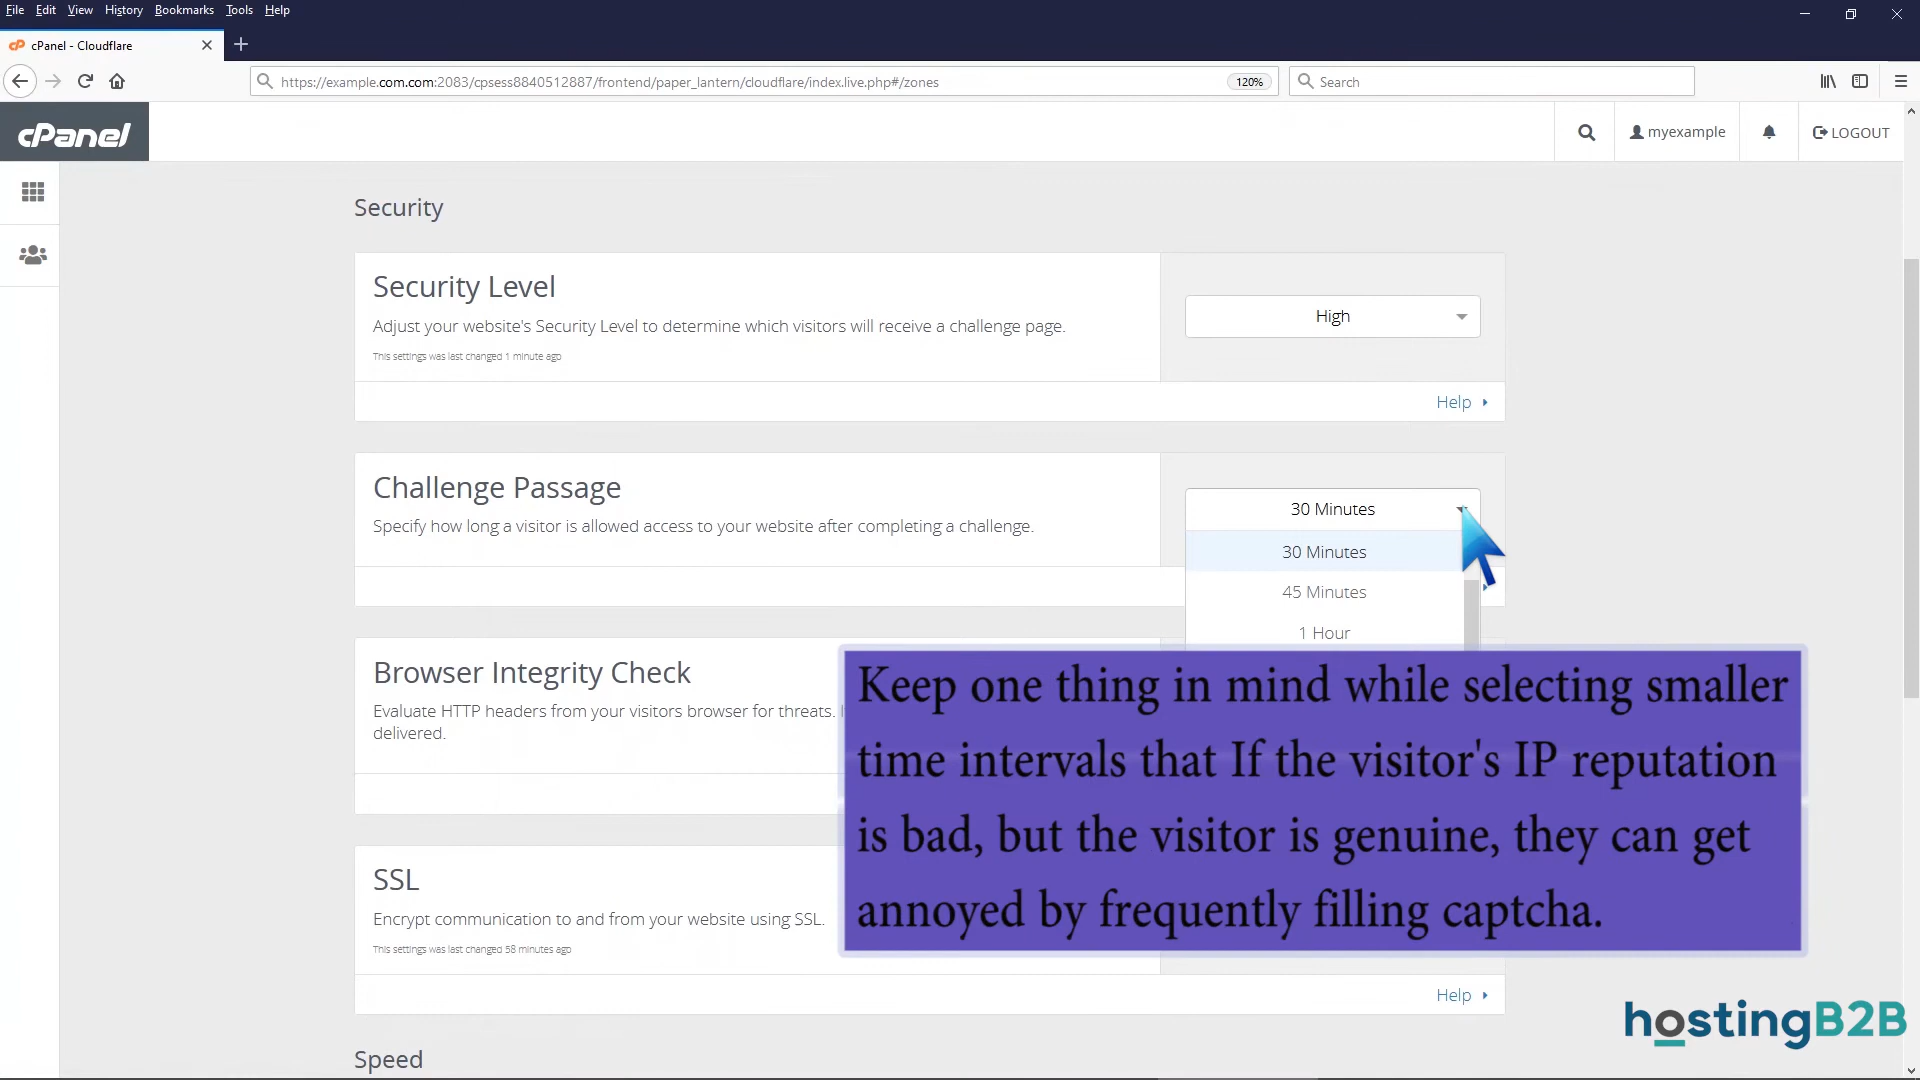 File Edit View History Bookmarks Tools Help
cPanel - Cloudflare
https://example.com.com:2083/cpsess8840512887/frontend/paper_lantern/cloudflare/index.live.php#/zones
120%
Search
cPanel
myexample
LOGOUT
Security
Security Level
Adjust your website's Security Level to determine which visitors will receive a challenge page.
This settings was last changed 1 minute ago
High
Help
Challenge Passage
Specify how long a visitor is allowed access to your website after completing a challenge.
30 Minutes
30 Minutes
45 Minutes
1 Hour
Browser Integrity Check
Evaluate HTTP headers from your visitors browser for threats.
delivered.
Keep one thing in mind while selecting smaller
time intervals that If the visitor's IP reputation
is bad, but the visitor is genuine, they can get
annoyed by frequently filling captcha.
SSL
Encrypt communication to and from your website using SSL.
This settings was last changed 58 minutes ago
Help
Speed
hostingB2B